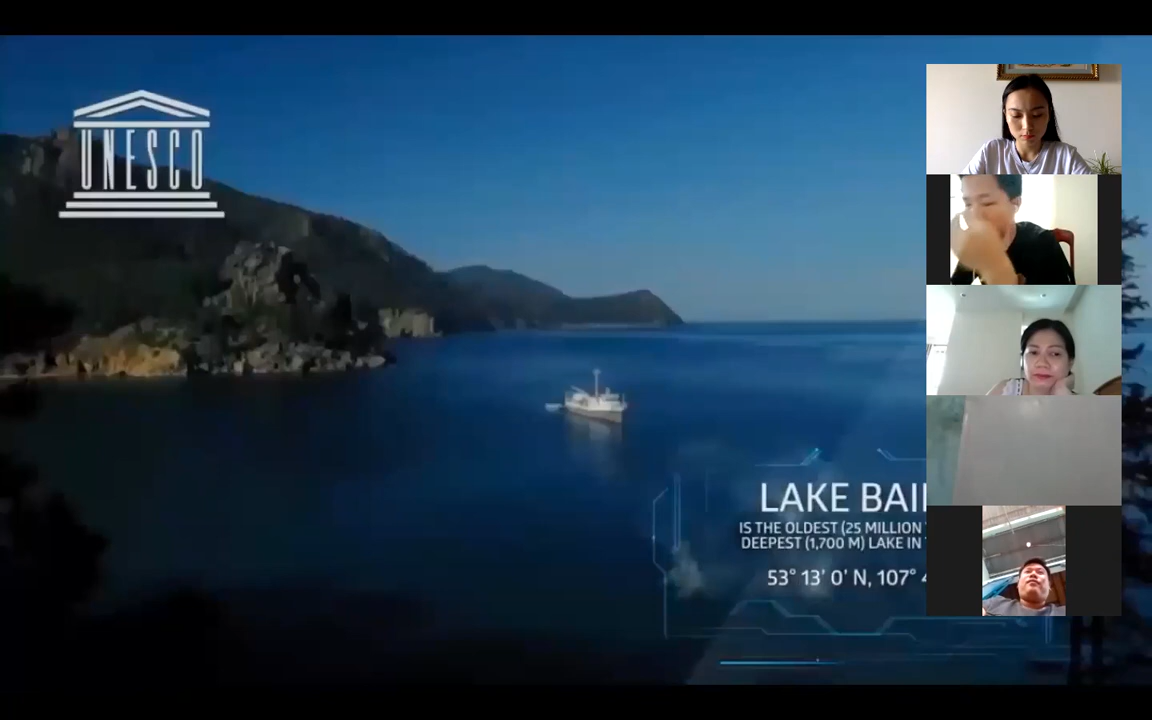 UNESCO
LAKE BAI
IS THE OLDEST (25 MILLION
DEEPEST (1,700 M) LAKE IN
53° 13' 0' N, 107°